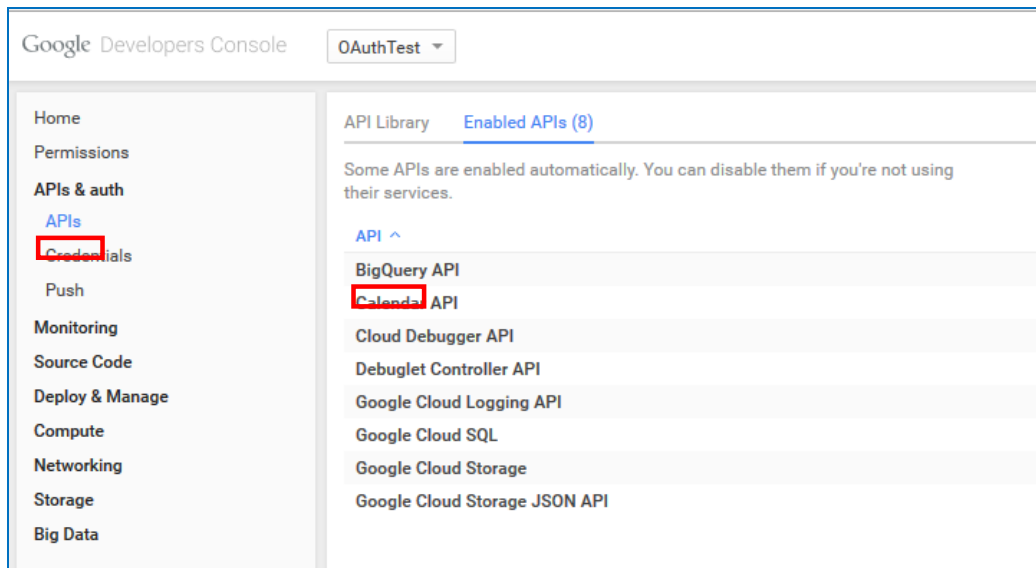 Google Developers Console
OAuthTest
Home
Permissions
APIs & auth
APIs
Credentials
Push
Monitoring
Source Code
Deploy & Manage
Compute
Networking
Storage
Big Data
API Library Enabled APIs (8)
Some APIs are enabled automatically. You can disable them if you're not using
their services.
API
BigQuery API
Calendar API
Cloud Debugger API
Debuglet Controller API
Google Cloud Logging API
Google Cloud SQL
Google Cloud Storage
Google Cloud Storage JSON API